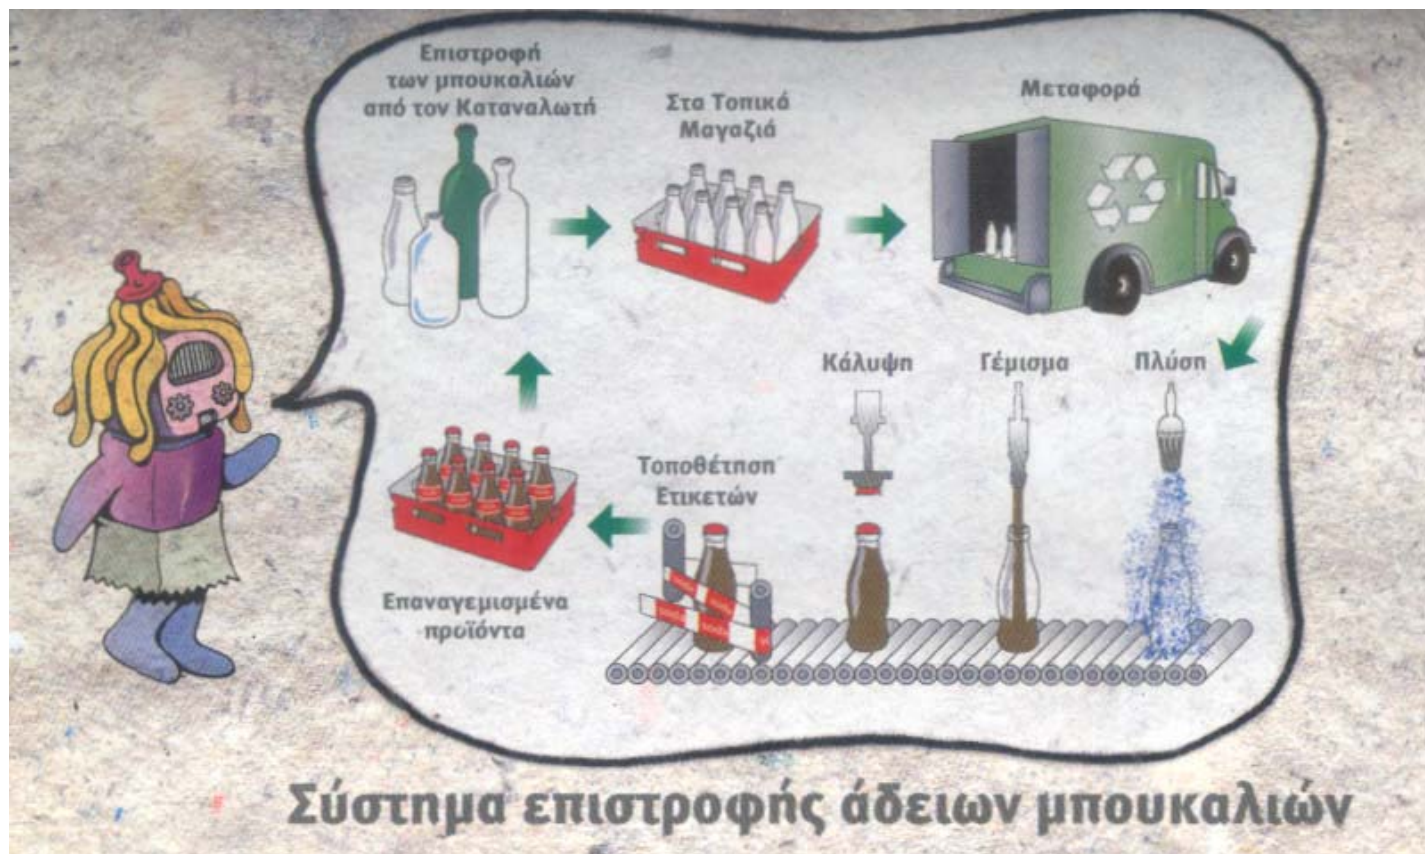 Επιστροφή
των μπουκαλιών
από τον Καταναλωτή
Στα Τοπικά
Μαγαζιά
Μεταφορά
Κάλυψη
Γέμισμα
Πλύση
Τοποθέτηση
Ετικετών
Επαναγεμισμένα
προϊόντα
Σύστημα επιστροφής άδειων μπουκαλιών